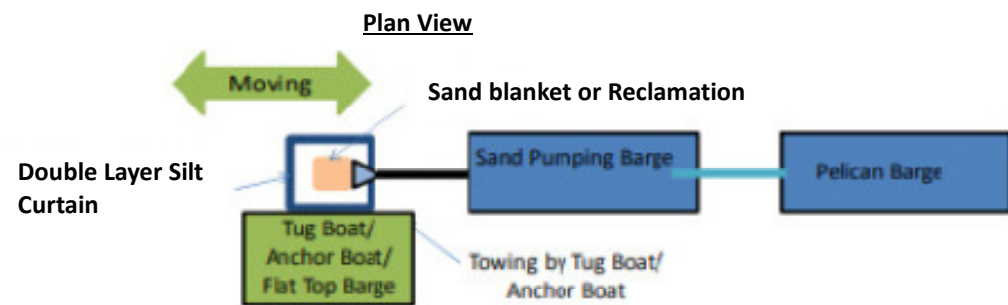 Plan View
Moving
Sand blanket or Reclamation
Double Layer Silt
Curtain
Sand Pumping Barge
Pelican Barge
Tug Boat/
Anchor Boat/
Flat Top Barge
Towing by Tug Boat/
Anchor Boat